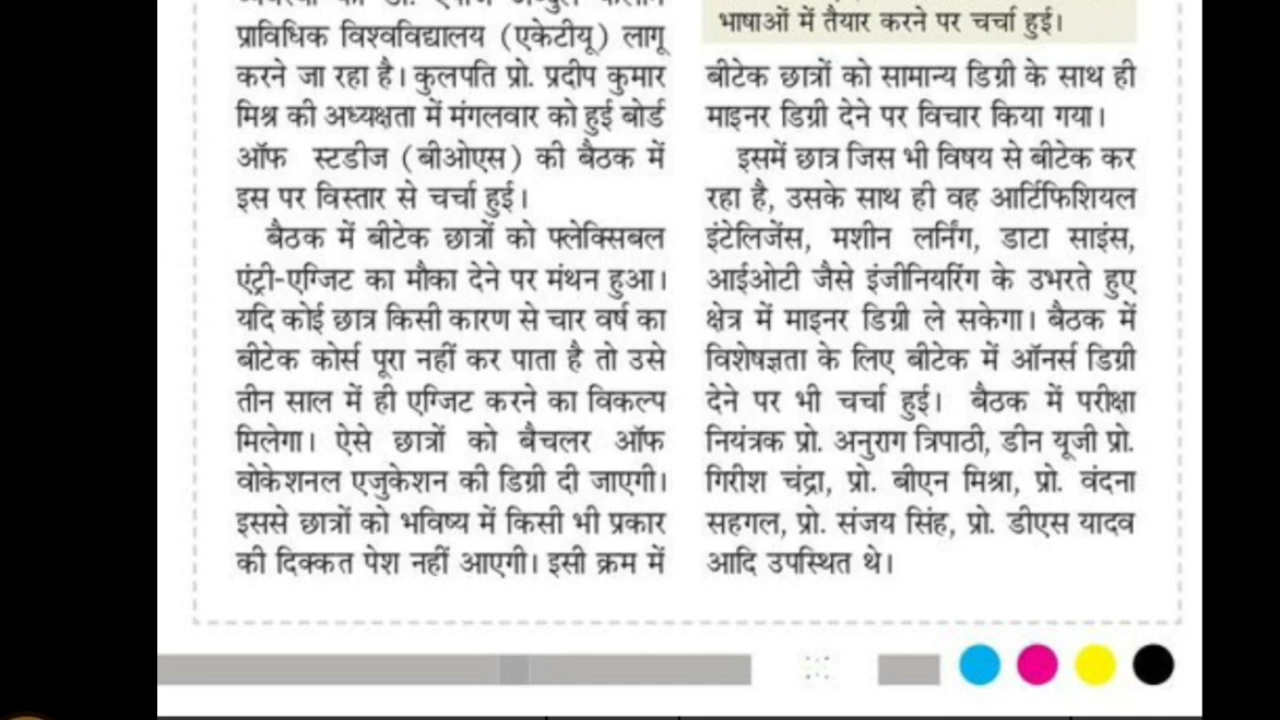 प्राविधिक विश्वविद्यालय (एकेटीयू) लागू
करने जा रहा है। कुलपति प्रो. प्रदीप कुमार
मिश्र की अध्यक्षता में मंगलवार को हुई बोर्ड
ऑफ स्टडीज (बीओएस) की बैठक में
इस पर विस्तार से चर्चा हुई।
बैठक में बीटेक छात्रों को फ्लेक्सिबल
एंट्री-एग्जिट का मौका देने पर मंथन हुआ।
यदि कोई छात्र किसी कारण से चार वर्ष का
बीटेक कोर्स पूरा नहीं कर पाता है तो उसे
तीन साल में ही एग्जिट करने का विकल्प
मिलेगा। ऐसे छात्रों को बैचलर ऑफ
वोकेशनल एजुकेशन की डिग्री दी जाएगी।
इससे छात्रों को भविष्य में किसी भी प्रकार
की दिक्कत पेश नहीं आएगी। इसी क्रम में
भाषाओं में तैयार करने पर चर्चा हुई।
बीटेक छात्रों को सामान्य डिग्री के साथ ही
माइनर डिग्री देने पर विचार किया गया।
इसमें छात्र जिस भी विषय से बीटेक कर
रहा है, उसके साथ ही वह आर्टिफिशियल
इंटेलिजेंस, मशीन लर्निंग, डाटा साइंस,
आईओटी जैसे इंजीनियरिंग के उभरते हुए
क्षेत्र में माइनर डिग्री ले सकेगा। बैठक में
विशेषज्ञता के लिए बीटेक में ऑनर्स डिग्री
देने पर भी चर्चा हुई। बैठक में परीक्षा
नियंत्रक प्रो. अनुराग त्रिपाठी, डीन यूजी प्रो.
गिरीश चंद्रा, प्रो. बीएन मिश्रा, प्रो. वंदना
सहगल, प्रो. संजय सिंह, प्रो. डीएस यादव
आदि उपस्थित थे।